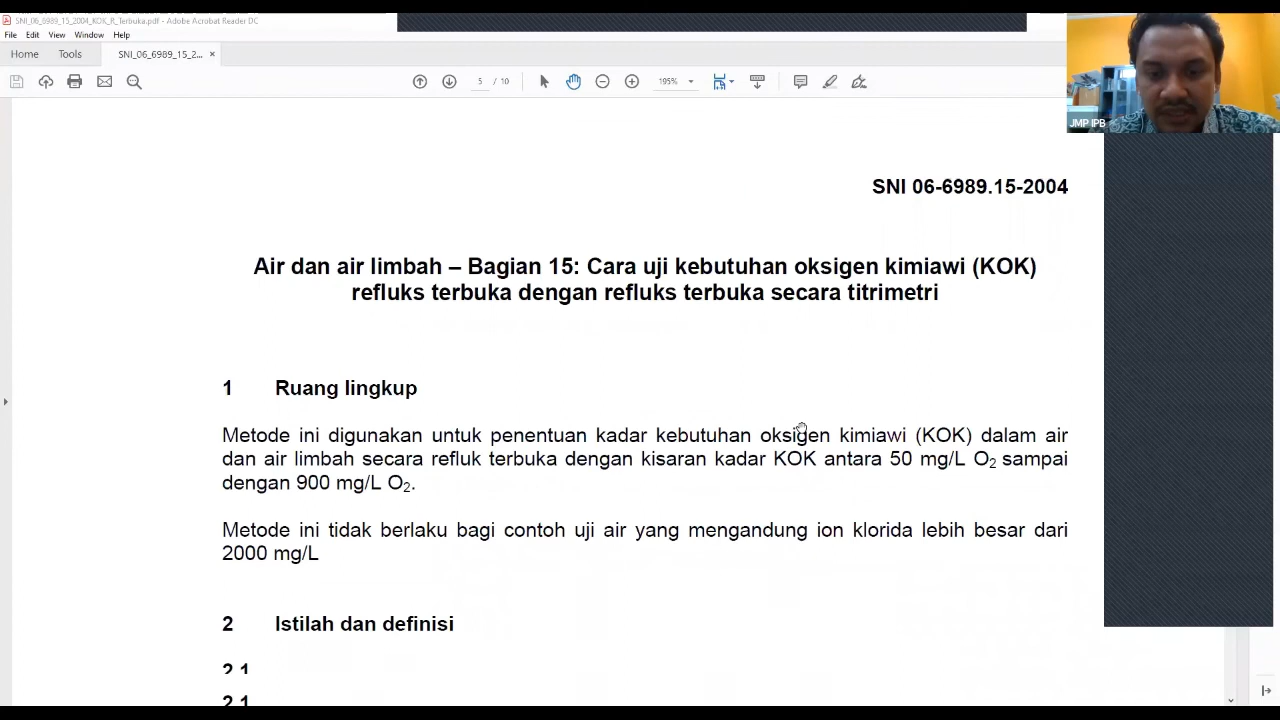 SNI_06_6989_15_2004_KOK_R_Terbuka.pdf - Adobe Acrobat Reader DC
File Edit View Window Help
Home Tools SNI_06_6989_15_2... ×
5 / 10 195%
JMP IPB
SNI 06-6989.15-2004
Air dan air limbah – Bagian 15: Cara uji kebutuhan oksigen kimiawi (KOK)
refluks terbuka dengan refluks terbuka secara titrimetri
1 Ruang lingkup
Metode ini digunakan untuk penentuan kadar kebutuhan oksigen kimiawi (KOK) dalam air
dan air limbah secara refluk terbuka dengan kisaran kadar KOK antara 50 mg/L O₂ sampai
dengan 900 mg/L O₂.
Metode ini tidak berlaku bagi contoh uji air yang mengandung ion klorida lebih besar dari
2000 mg/L
2 Istilah dan definisi
2.1
2.1